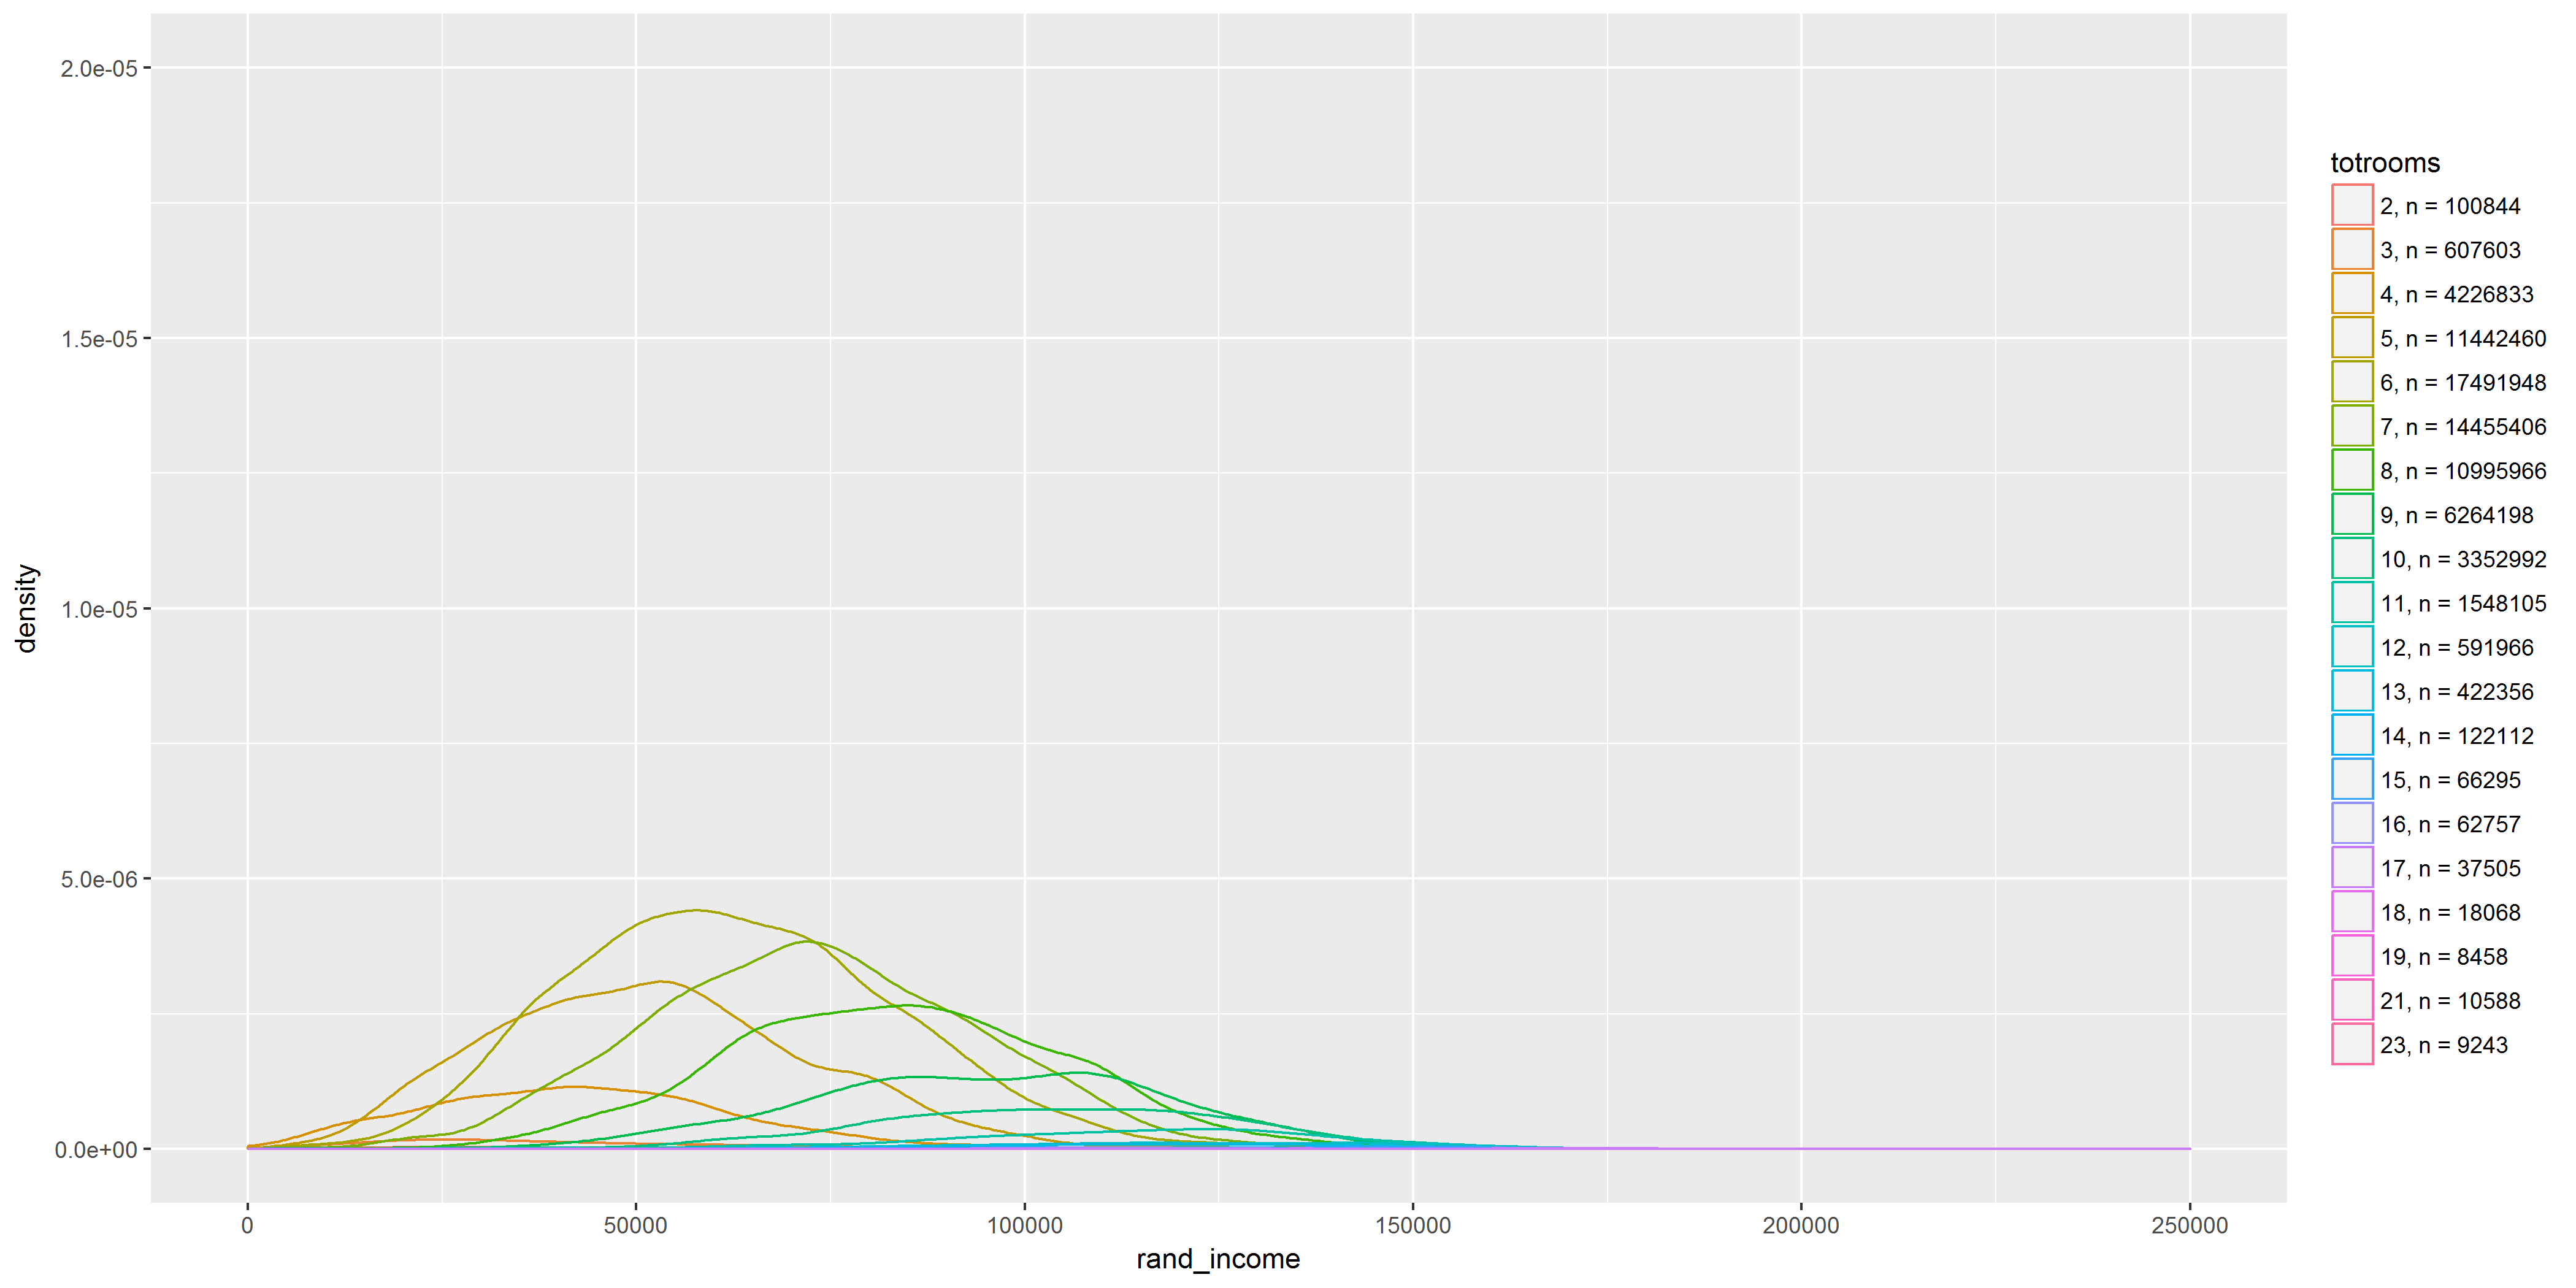 2.0e-05
1.5e-05
1.0e-05
5.0e-06
0.0e+00
density
0 50000 100000 150000 200000 250000
rand_income
totrooms
2, n = 100844
3, n = 607603
4, n = 4226833
5, n = 11442460
6, n = 17491948
7, n = 14455406
8, n = 10995966
9, n = 6264198
10, n = 3352992
11, n = 1548105
12, n = 591966
13, n = 422356
14, n = 122112
15, n = 66295
16, n = 62757
17, n = 37505
18, n = 18068
19, n = 8458
21, n = 10588
23, n = 9243